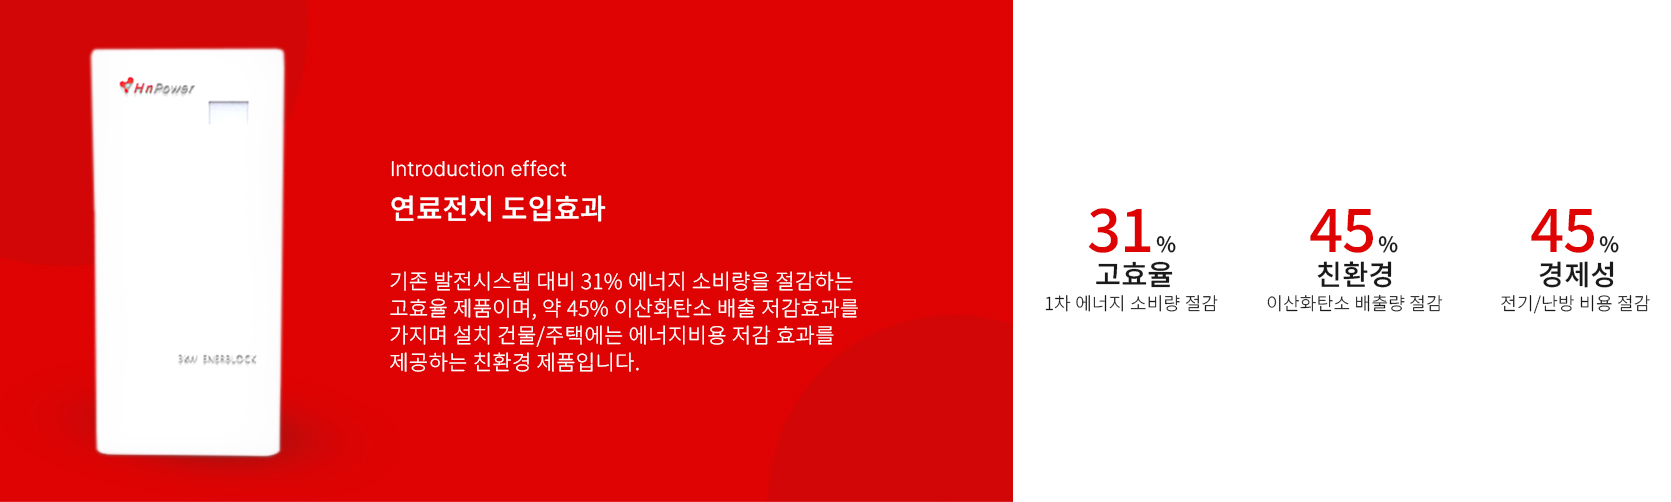 HnPower
3kW ENERBLOCK
Introduction effect
연료전지 도입효과
기존 발전시스템 대비 31% 에너지 소비량을 절감하는
고효율 제품이며, 약 45% 이산화탄소 배출 저감효과를
가지며 설치 건물/주택에는 에너지비용 저감 효과를
제공하는 친환경 제품입니다.
31%
고효율
1차 에너지 소비량 절감
45%
친환경
이산화탄소 배출량 절감
45%
경제성
전기/난방 비용 절감